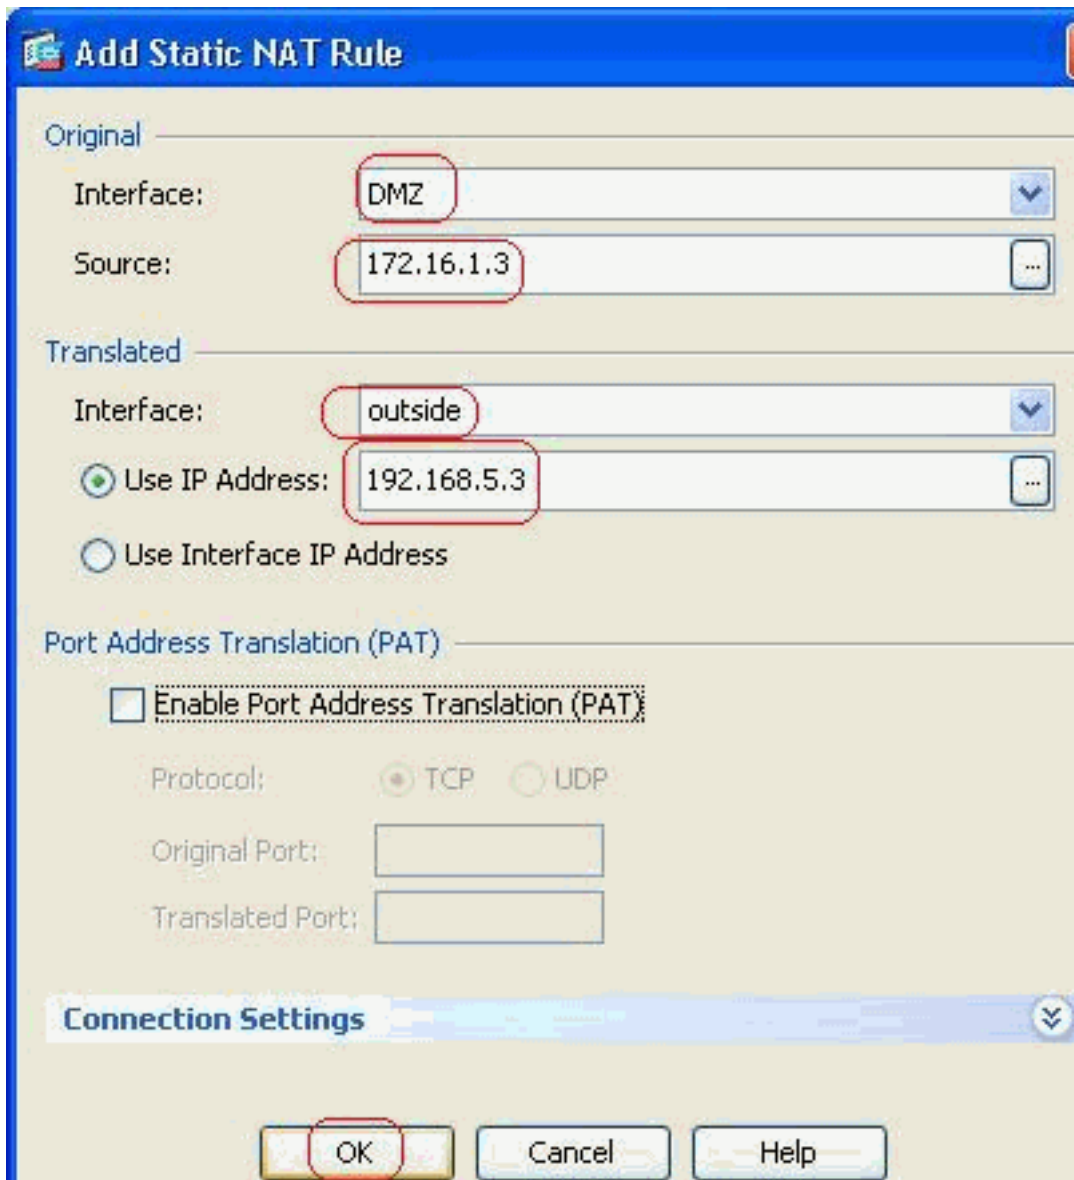 Add Static NAT Rule
Original
Interface: DMZ
Source: 172.16.1.3 ...
Translated
Interface: outside
Use IP Address: 192.168.5.3 ...
Use Interface IP Address
Port Address Translation (PAT)
Enable Port Address Translation (PAT)
Protocol: TCP UDP
Original Port:
Translated Port:
Connection Settings
OK Cancel Help